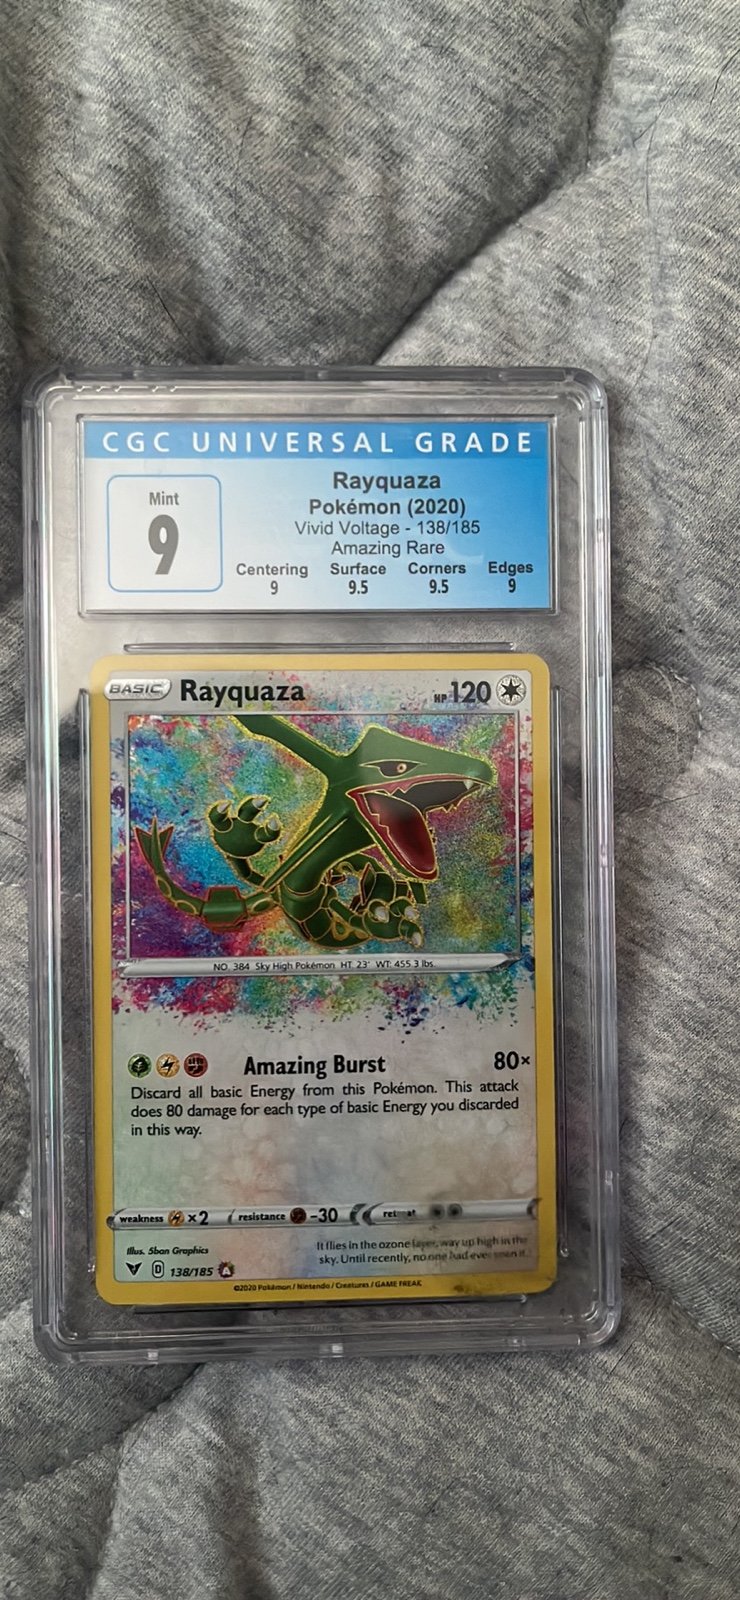 CGC UNIVERSAL GRADE
Mint
9
Rayquaza
Pokémon (2020)
Vivid Voltage - 138/185
Amazing Rare
Centering Surface Corners Edges
9 9.5 9.5 9
BASIC Rayquaza HP 120
NO. 384 Sky High Pokémon HT: 23' WT: 455.3 lbs.
Amazing Burst 80×
Discard all basic Energy from this Pokémon. This attack
does 80 damage for each type of basic Energy you discarded
in this way.
weakness ×2 resistance -30 retreat
Illus. 5ban Graphics
It flies in the ozone layer, way up high in the
sky. Until recently, no one had ever seen it.
D 138/185 A
©2020 Pokémon / Nintendo / Creatures / GAME FREAK